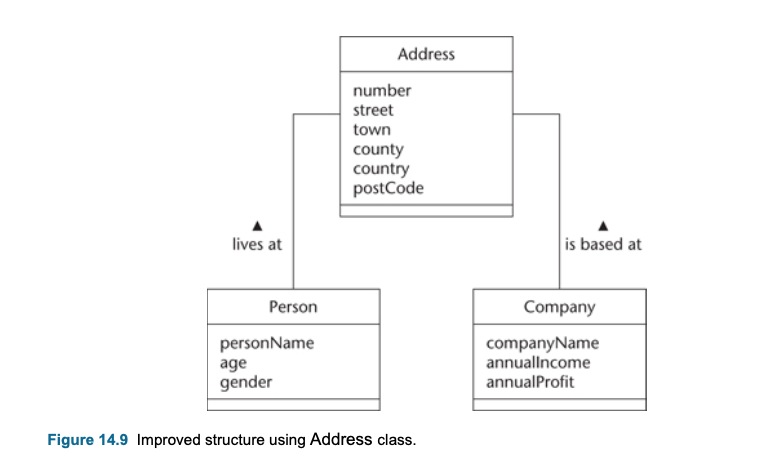 Address
number
street
town
county
country
postCode
▲ ▲
lives at is based at
Person Company
personName companyName
age annualIncome
gender annualProfit
Figure 14.9 Improved structure using Address class.